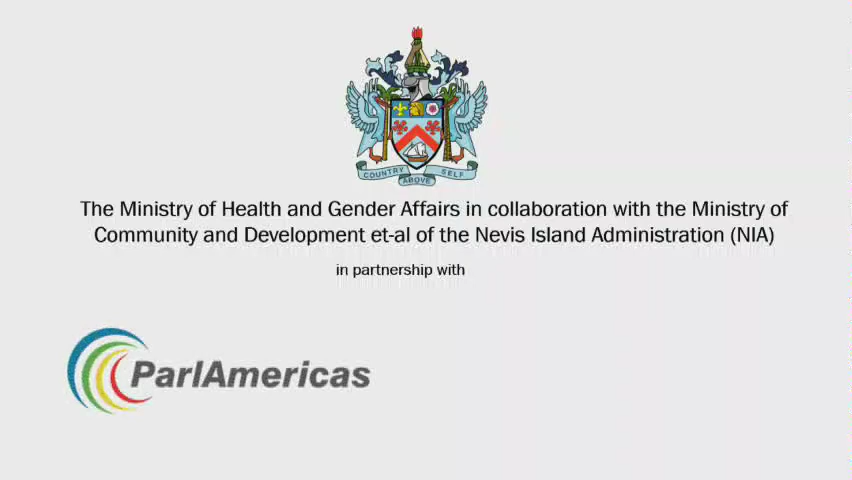 COUNTRY ABOVE SELF
The Ministry of Health and Gender Affairs in collaboration with the Ministry of
Community and Development et-al of the Nevis Island Administration (NIA)
in partnership with
ParlAmericas